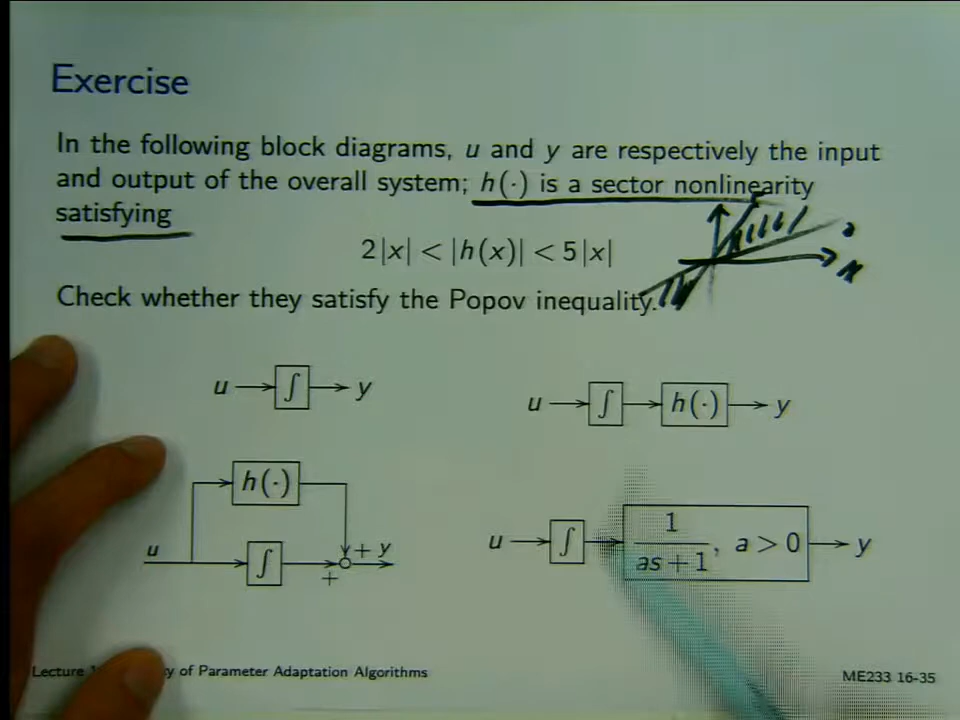 Exercise
In the following block diagrams, u and y are respectively the input
and output of the overall system; h(·) is a sector nonlinearity
satisfying
2|x| < |h(x)| < 5|x|
Check whether they satisfy the Popov inequality.
u ∫ y
u ∫ h(·) y
h(·)
u ∫ + + y
u ∫ 1/(as + 1), a > 0 y
Lecture y of Parameter Adaptation Algorithms
ME233 16-35